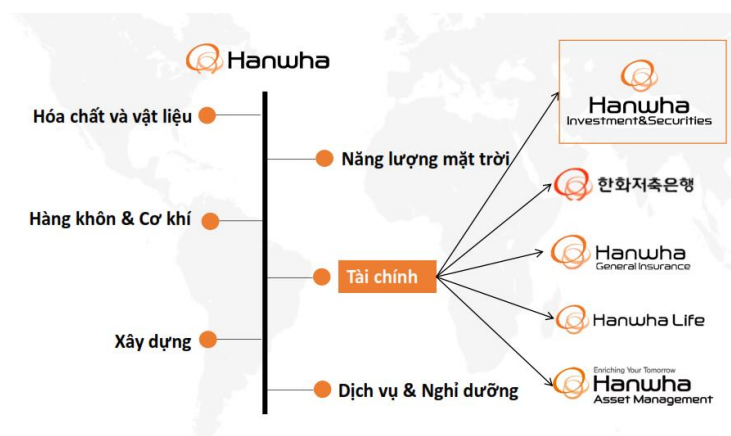 Hanwha
Hóa chất và vật liệu
Năng lượng mặt trời
Hàng khôn & Cơ khí
Tài chính
Xây dựng
Dịch vụ & Nghỉ dưỡng
Hanwha
Investment&Securities
한화저축은행
Hanwha
General Insurance
Hanwha Life
Enriching Your Tomorrow
Hanwha
Asset Management